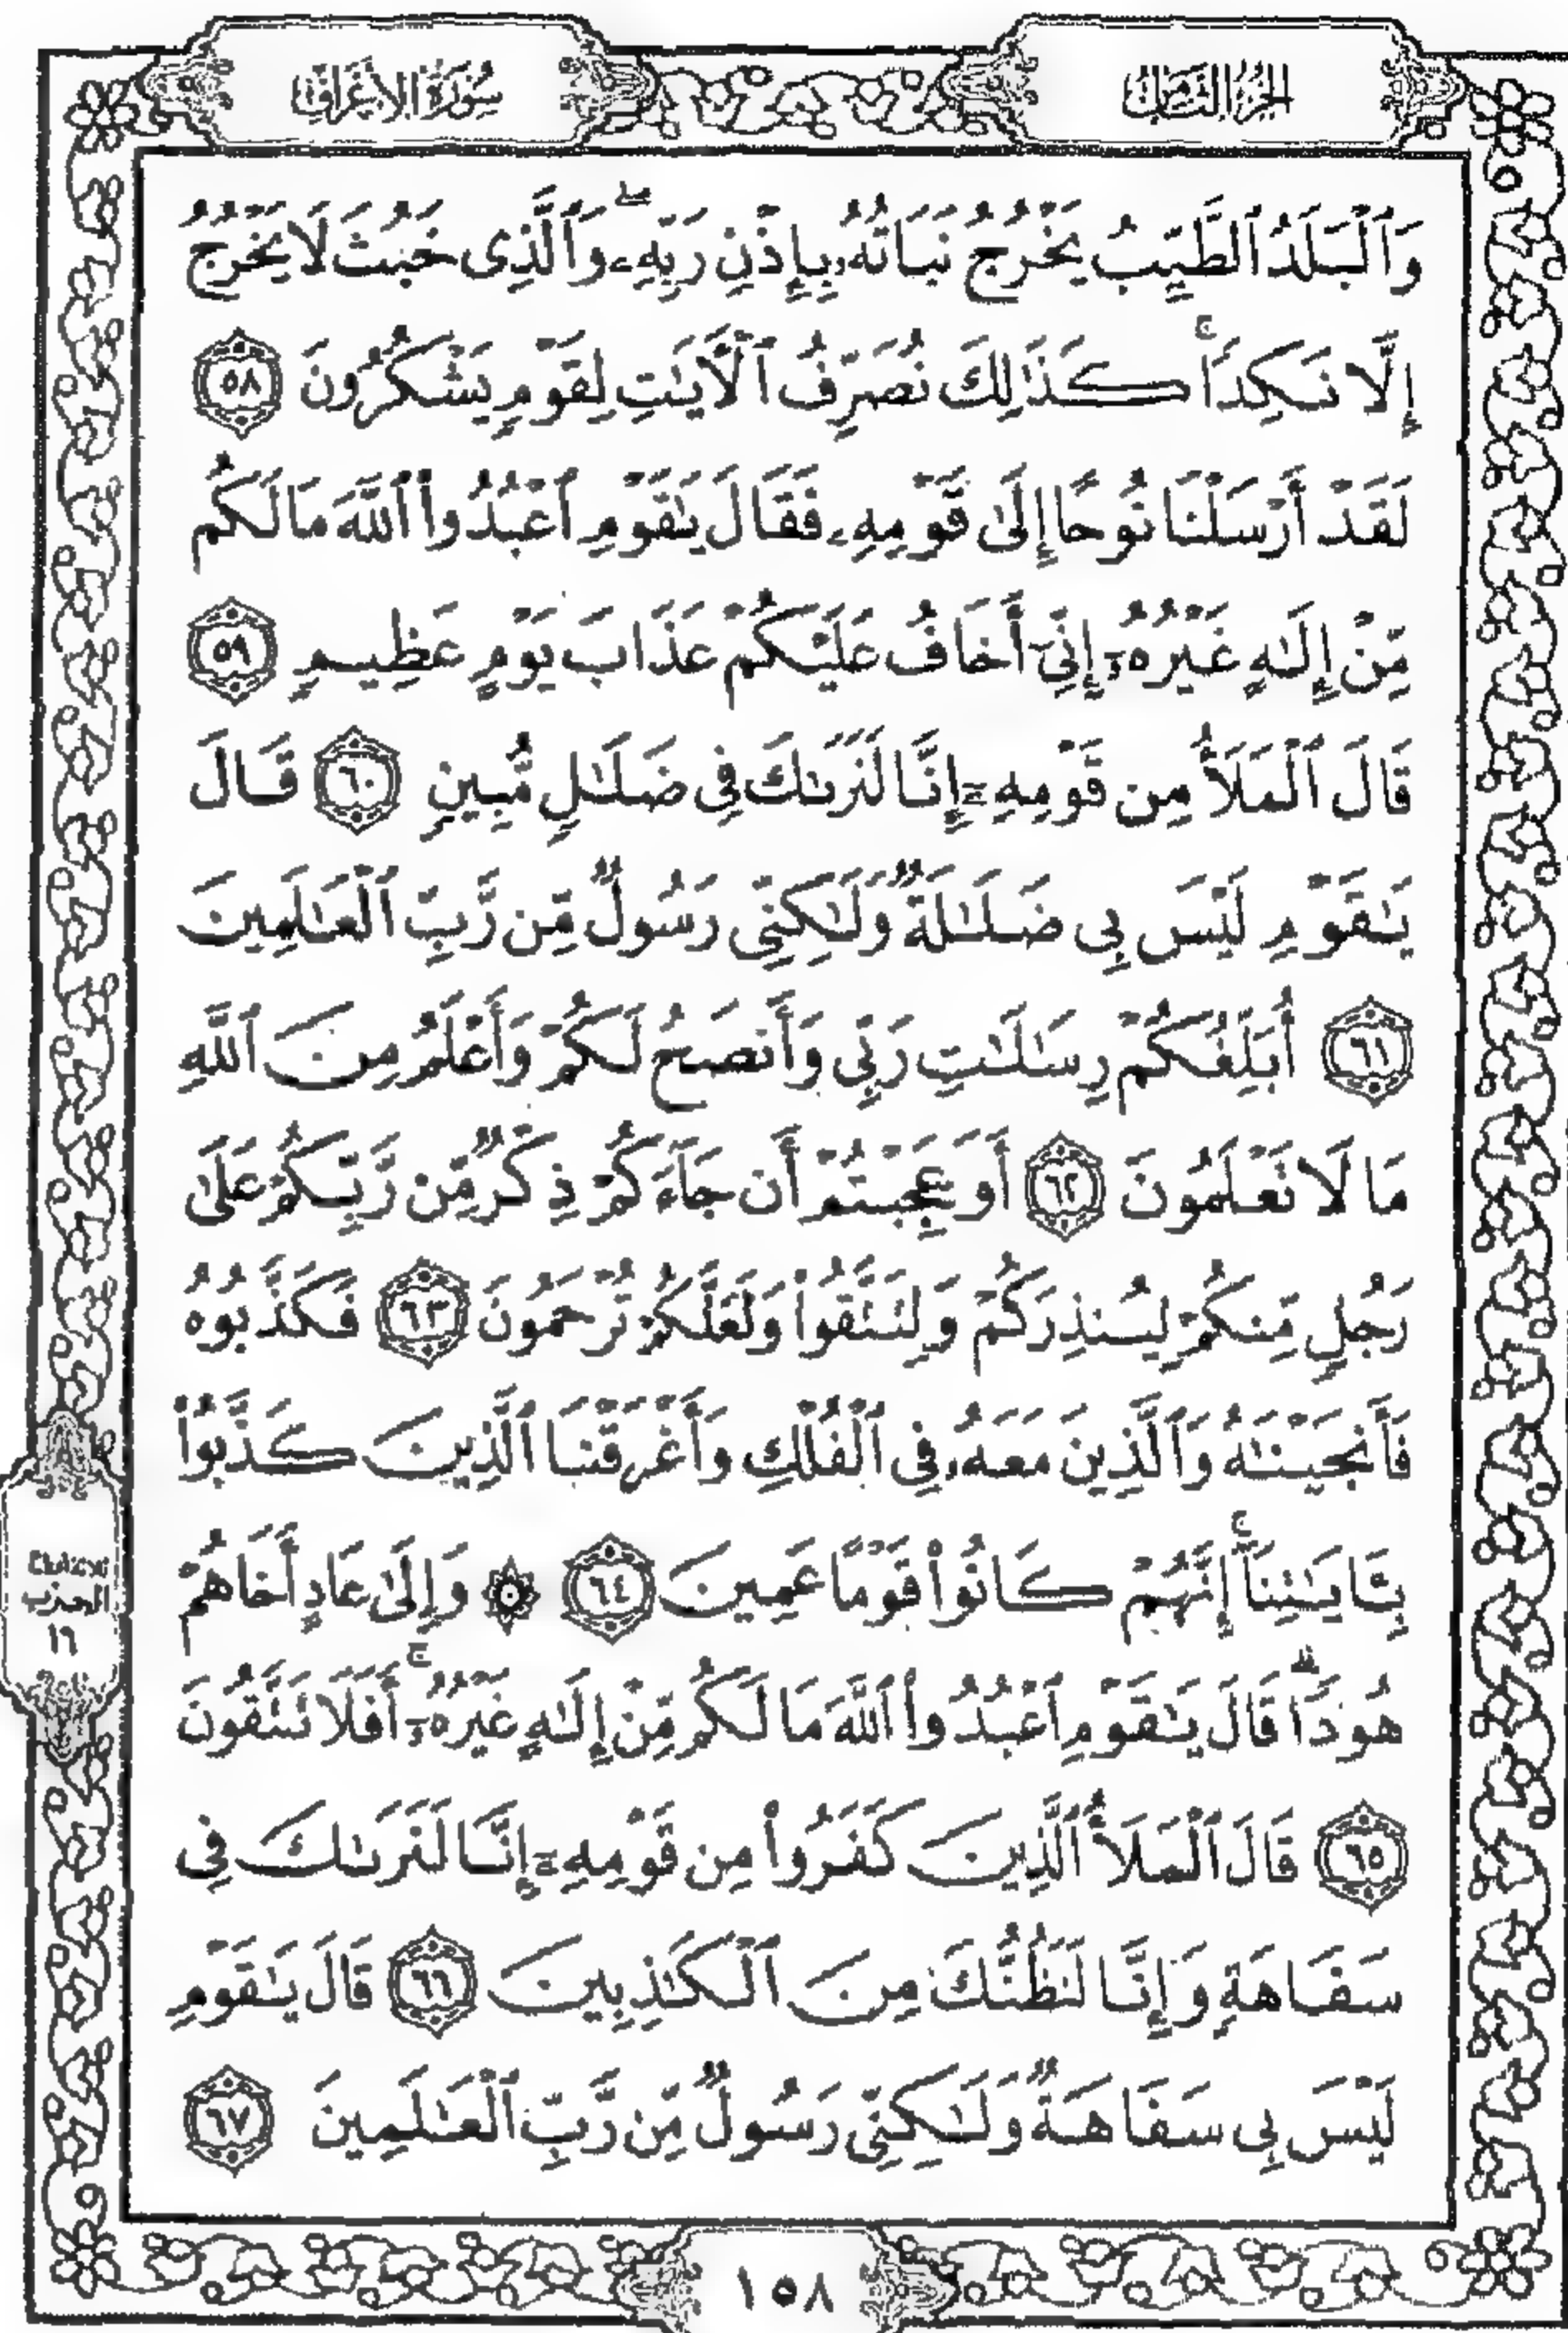 الجزء الثامن
سورة الأعراف
وَٱلْبَلَدُ ٱلطَّيِّبُ يَخْرُجُ نَبَاتُهُۥ بِإِذْنِ رَبِّهِۦ ۖ وَٱلَّذِى خَبُثَ لَا يَخْرُجُ
إِلَّا نَكِدًا ۚ كَذَٰلِكَ نُصَرِّفُ ٱلْـَٔايَـٰتِ لِقَوْمٍ يَشْكُرُونَ ٥٨
لَقَدْ أَرْسَلْنَا نُوحًا إِلَىٰ قَوْمِهِۦ فَقَالَ يَـٰقَوْمِ ٱعْبُدُوا۟ ٱللَّهَ مَا لَكُم
مِّنْ إِلَـٰهٍ غَيْرُهُۥٓ إِنِّىٓ أَخَافُ عَلَيْكُمْ عَذَابَ يَوْمٍ عَظِيمٍ ٥٩
قَالَ ٱلْمَلَأُ مِن قَوْمِهِۦٓ إِنَّا لَنَرَىٰكَ فِى ضَلَـٰلٍ مُّبِينٍ ٦٠ قَالَ
يَـٰقَوْمِ لَيْسَ بِى ضَلَـٰلَةٌ وَلَـٰكِنِّى رَسُولٌ مِّن رَّبِّ ٱلْعَـٰلَمِينَ
٦١ أُبَلِّغُكُمْ رِسَـٰلَـٰتِ رَبِّى وَأَنصَحُ لَكُمْ وَأَعْلَمُ مِنَ ٱللَّهِ
مَا لَا تَعْلَمُونَ ٦٢ أَوَعَجِبْتُمْ أَن جَآءَكُمْ ذِكْرٌ مِّن رَّبِّكُمْ عَلَىٰ
رَجُلٍ مِّنكُمْ لِيُنذِرَكُمْ وَلِتَتَّقُوا۟ وَلَعَلَّكُمْ تُرْحَمُونَ ٦٣ فَكَذَّبُوهُ
فَأَنجَيْنَـٰهُ وَٱلَّذِينَ مَعَهُۥ فِى ٱلْفُلْكِ وَأَغْرَقْنَا ٱلَّذِينَ كَذَّبُوا۟
بِـَٔايَـٰتِنَآ ۚ إِنَّهُمْ كَانُوا۟ قَوْمًا عَمِينَ ٦٤ ۞ وَإِلَىٰ عَادٍ أَخَاهُمْ
هُودًا ۗ قَالَ يَـٰقَوْمِ ٱعْبُدُوا۟ ٱللَّهَ مَا لَكُم مِّنْ إِلَـٰهٍ غَيْرُهُۥٓ ۚ أَفَلَا تَتَّقُونَ
٦٥ قَالَ ٱلْمَلَأُ ٱلَّذِينَ كَفَرُوا۟ مِن قَوْمِهِۦٓ إِنَّا لَنَرَىٰكَ فِى
سَفَاهَةٍ وَإِنَّا لَنَظُنُّكَ مِنَ ٱلْكَـٰذِبِينَ ٦٦ قَالَ يَـٰقَوْمِ
لَيْسَ بِى سَفَاهَةٌ وَلَـٰكِنِّى رَسُولٌ مِّن رَّبِّ ٱلْعَـٰلَمِينَ ٦٧
الحزب
١٦
١٥٨